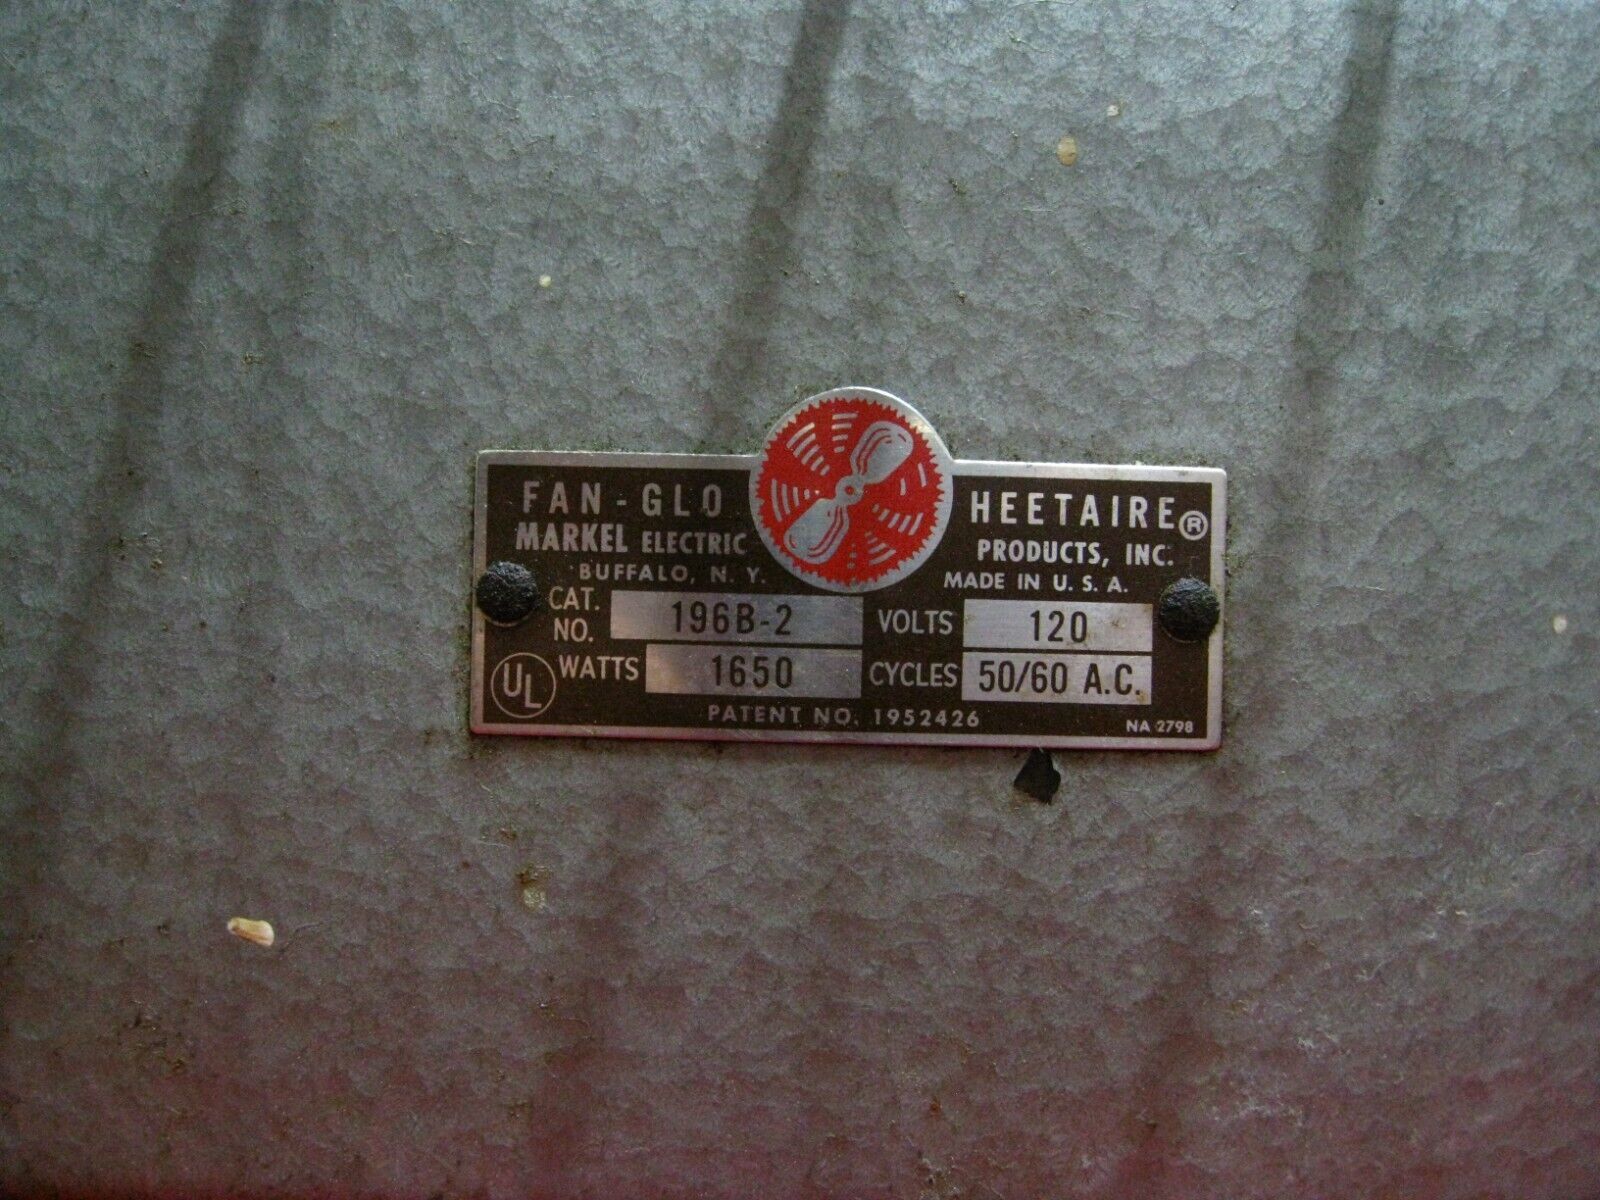 FAN-GLO HEETAIRE®
MARKEL ELECTRIC PRODUCTS, INC.
BUFFALO, N. Y. MADE IN U. S. A.
CAT. NO. 196B-2 VOLTS 120
UL WATTS 1650 CYCLES 50/60 A.C.
PATENT NO. 1952426 NA 2798